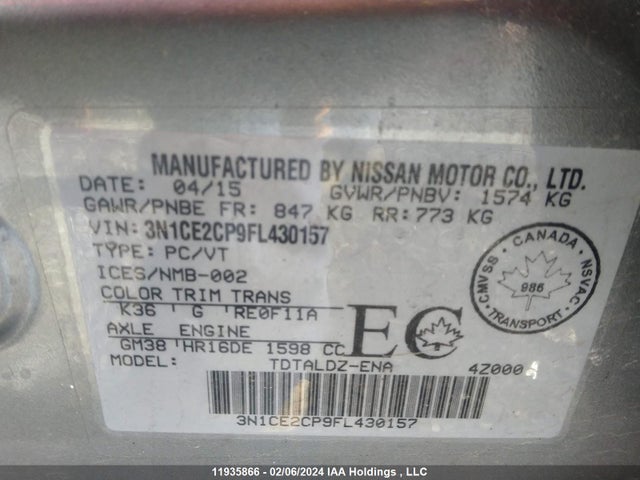 MANUFACTURED BY NISSAN MOTOR CO., LTD.
DATE: 04/15 GVWR/PNBV: 1574 KG
GAWR/PNBE FR: 847 KG RR: 773 KG
VIN: 3N1CE2CP9FL430157
TYPE: PC/VT
ICES/NMB-002
COLOR TRIM TRANS
K36 G RE0F11A
AXLE ENGINE
GM38 HR16DE 1598 CC
EC
MODEL: TDTALDZ-ENA 4Z000
3N1CE2CP9FL430157
CANADA
CMVSS 986 NSVAC
TRANSPORT
11935866 - 02/06/2024 IAA Holdings , LLC